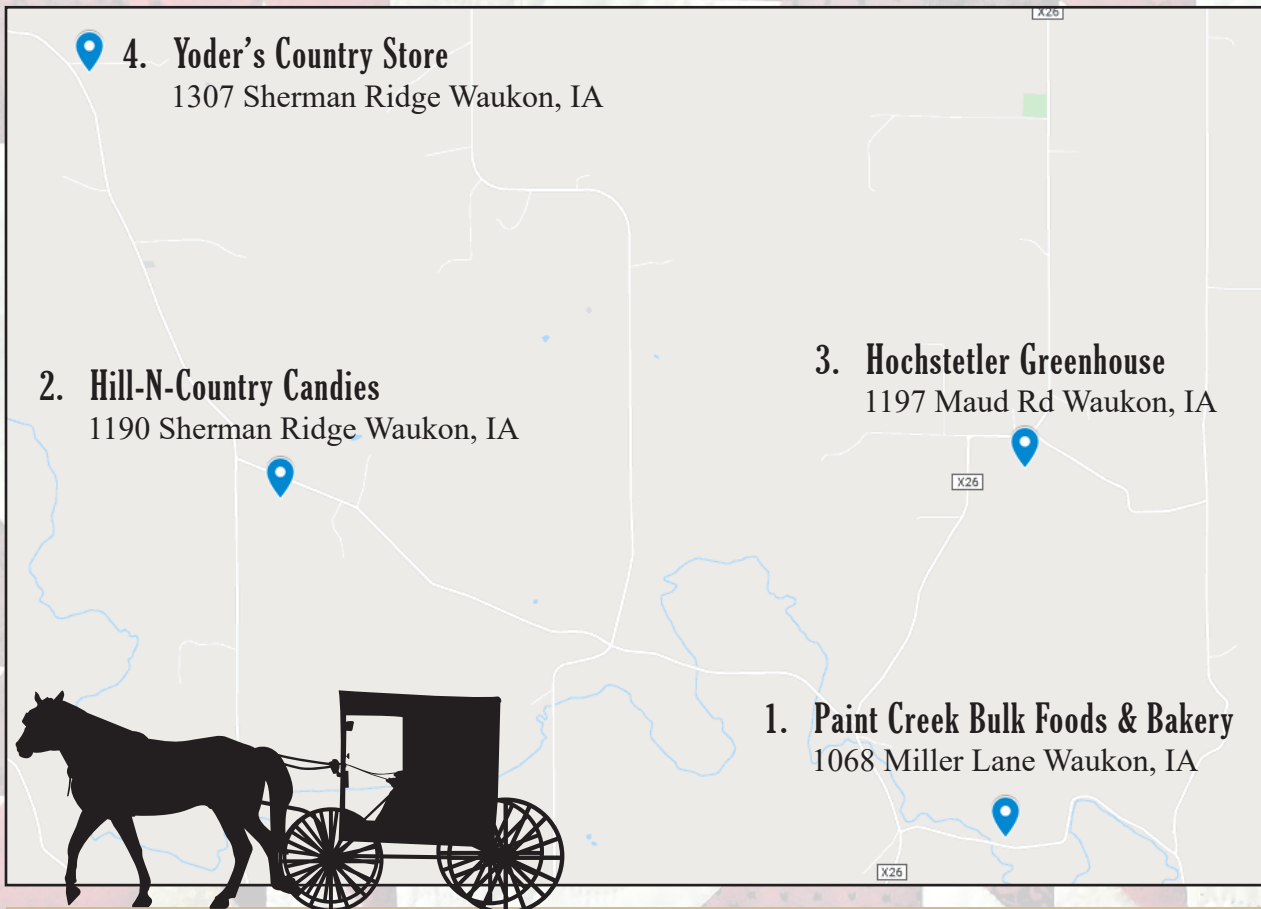 X26
4. Yoder's Country Store
1307 Sherman Ridge Waukon, IA
3. Hochstetler Greenhouse
1197 Maud Rd Waukon, IA
2. Hill-N-Country Candies
1190 Sherman Ridge Waukon, IA
X26
1. Paint Creek Bulk Foods & Bakery
1068 Miller Lane Waukon, IA
X26